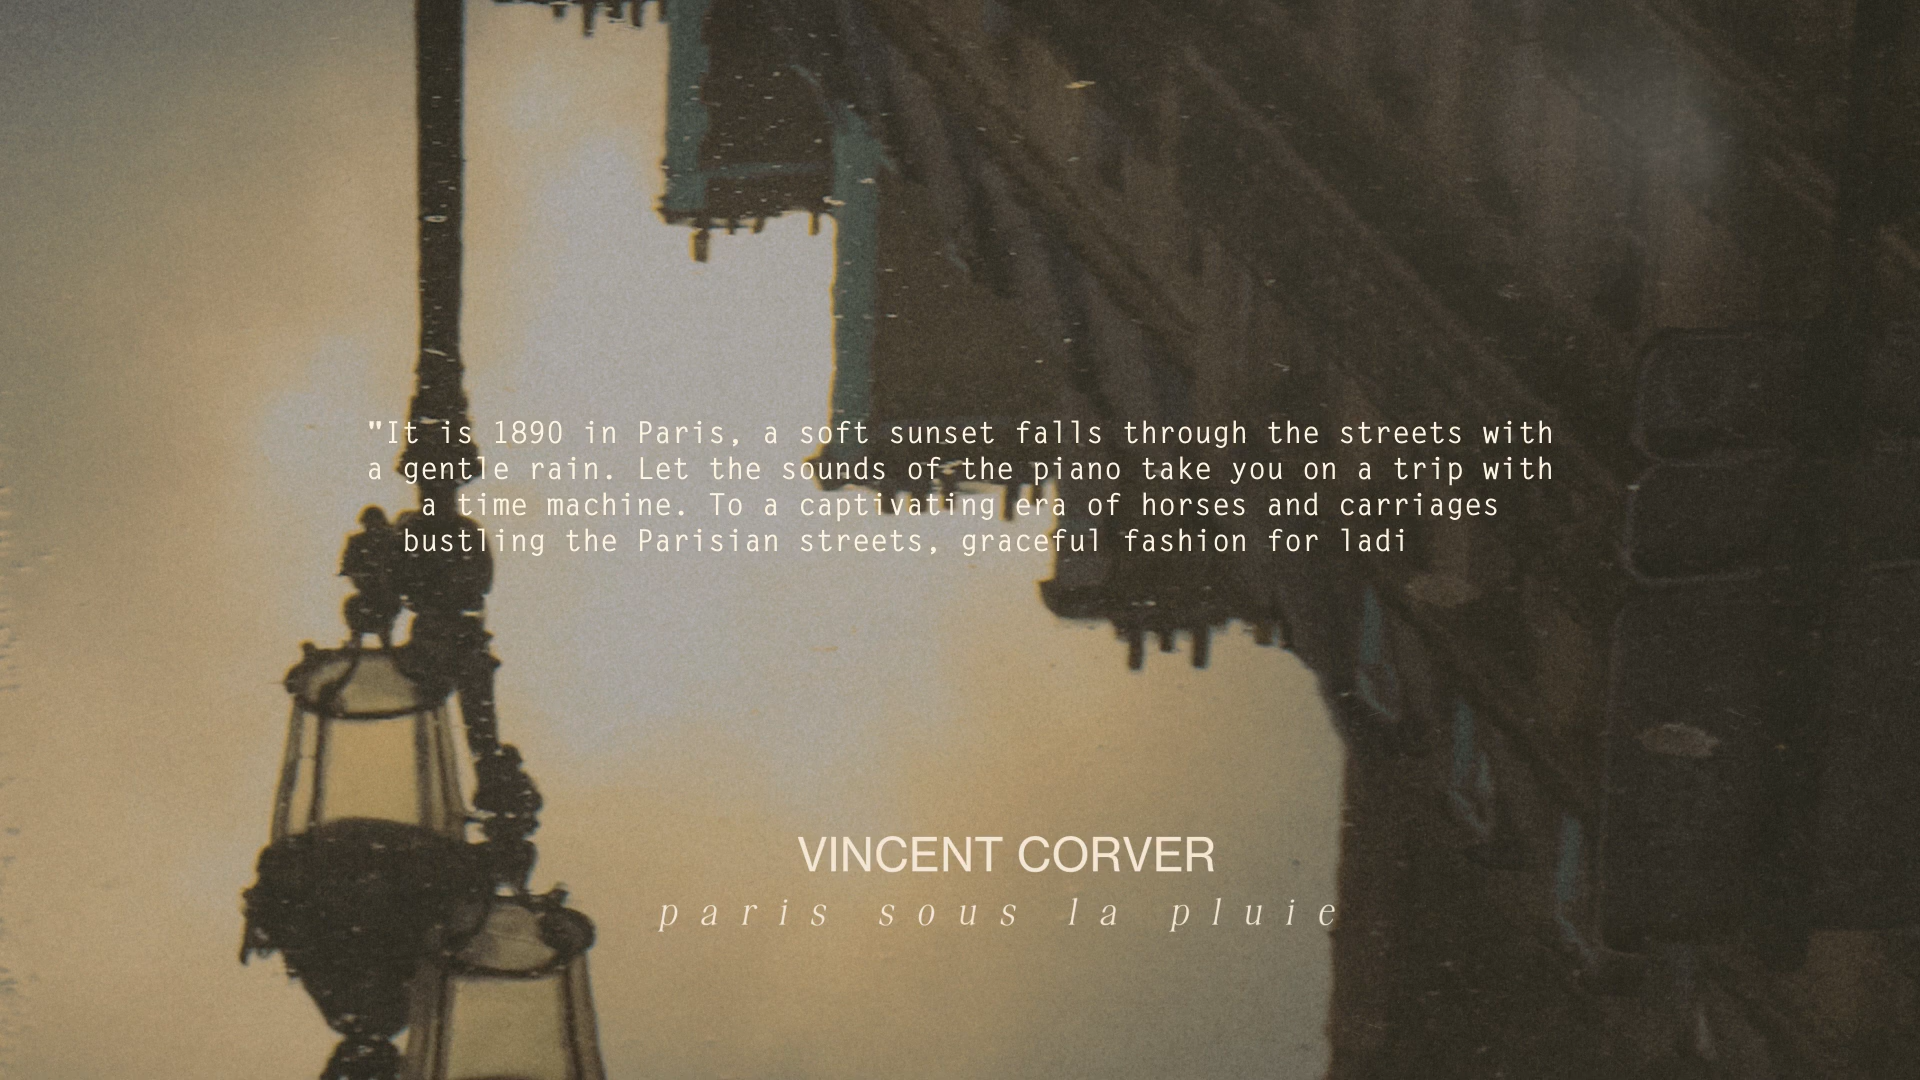 "It is 1890 in Paris, a soft sunset falls through the streets with
a gentle rain. Let the sounds of the piano take you on a trip with
a time machine. To a captivating era of horses and carriages
bustling the Parisian streets, graceful fashion for ladi
VINCENT CORVER
paris sous la pluie